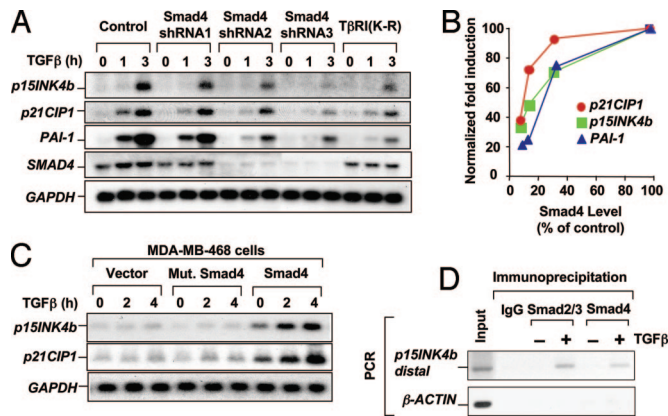 A
Control
Smad4 shRNA1
Smad4 shRNA2
Smad4 shRNA3
TβRI(K-R)
TGFβ (h) 0 1 3 0 1 3 0 1 3 0 1 3 0 1 3
p15INK4b
p21CIP1
PAI-1
SMAD4
GAPDH
B
Normalized fold induction
100
80
60
40
20
0
p21CIP1
p15INK4b
PAI-1
0 20 40 60 80 100
Smad4 Level
(% of control)
C
MDA-MB-468 cells
Vector Mut. Smad4 Smad4
TGFβ (h) 0 2 4 0 2 4 0 2 4
p15INK4b
p21CIP1
GAPDH
D
Immunoprecipitation
Input IgG Smad2/3 Smad4
– + – + TGFβ
PCR
p15INK4b
distal
β-ACTIN